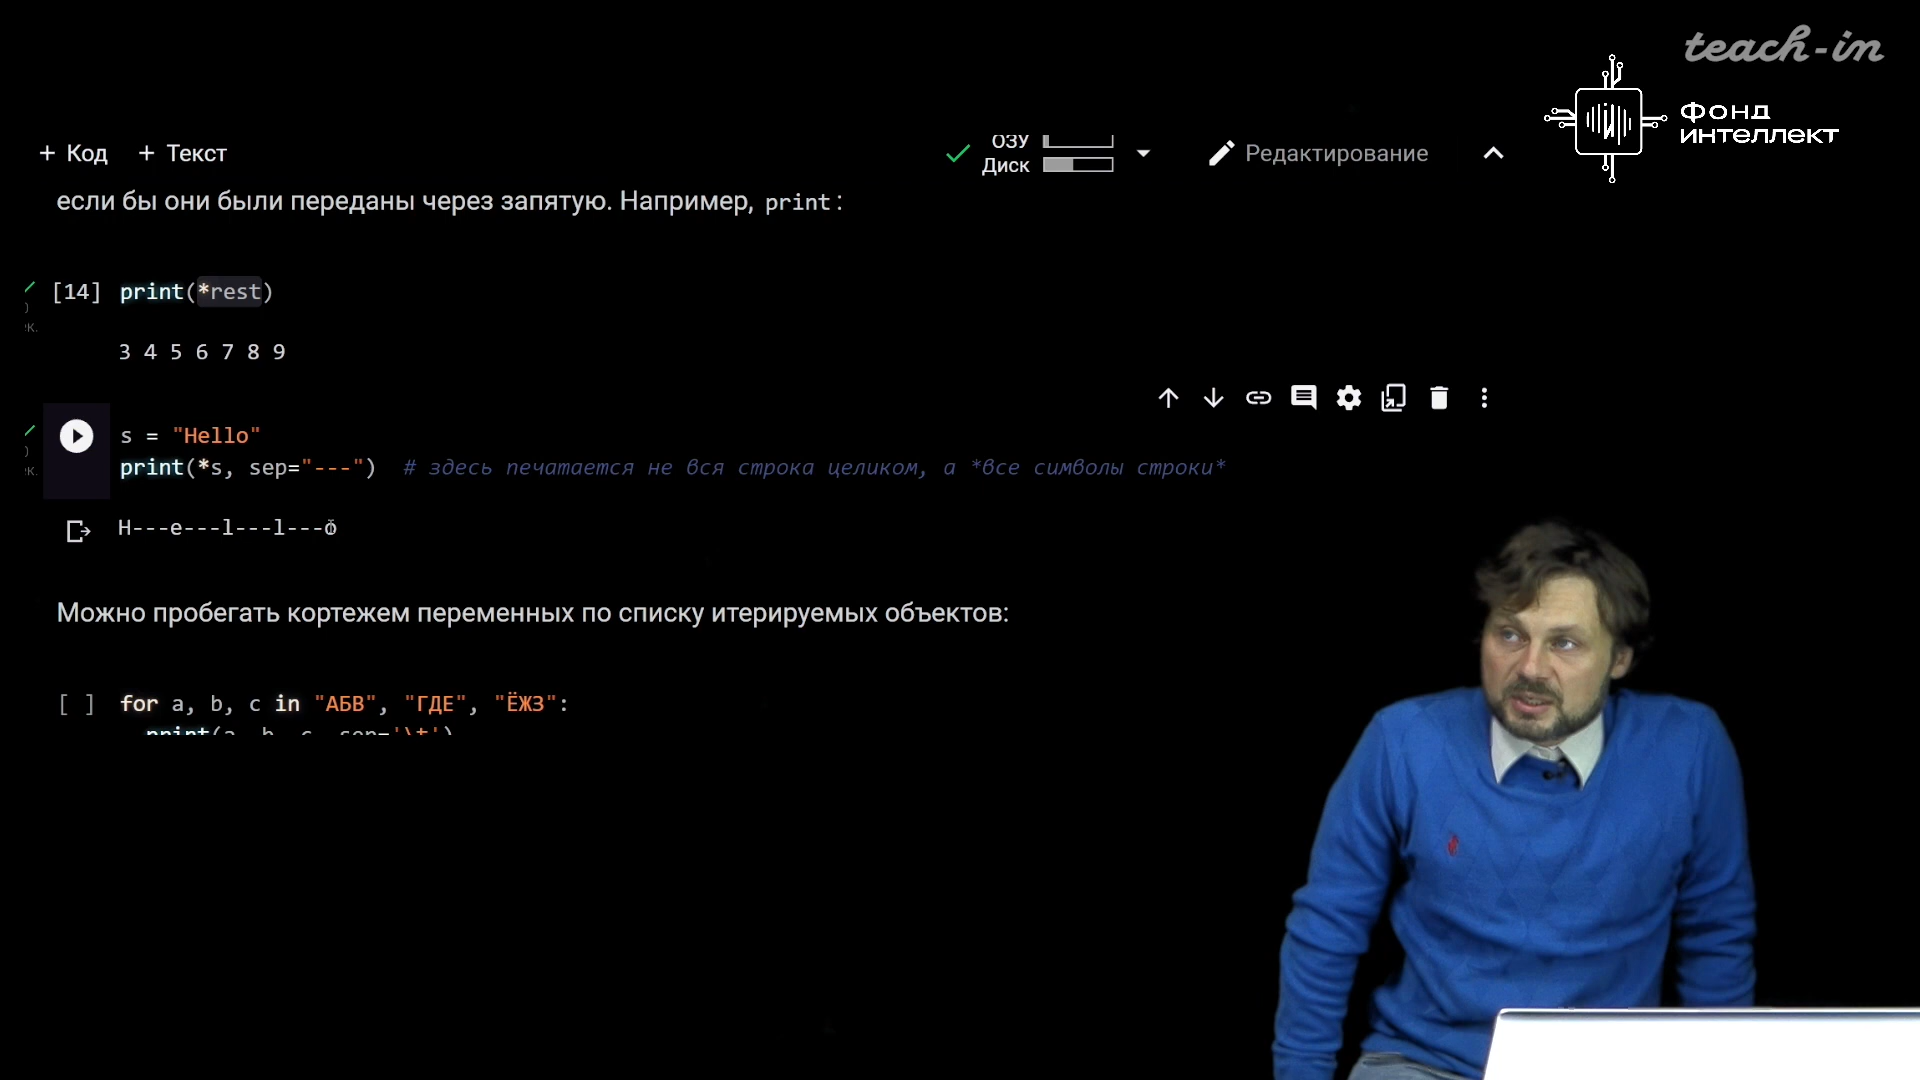 teach-in
Фонд
интеллект
+ Код + Текст
ОЗУ
Диск
Редактирование
если бы они были переданы через запятую. Например, print:
[14] print(*rest)
3 4 5 6 7 8 9
s = "Hello"
print(*s, sep="---") # здесь печатается не вся строка целиком, а *все символы строки*
H---e---l---l---o
Можно пробегать кортежем переменных по списку итерируемых объектов:
[ ] for a, b, c in "АБВ", "ГДЕ", "ЁЖЗ":
print(a, b, c, sep='\t')